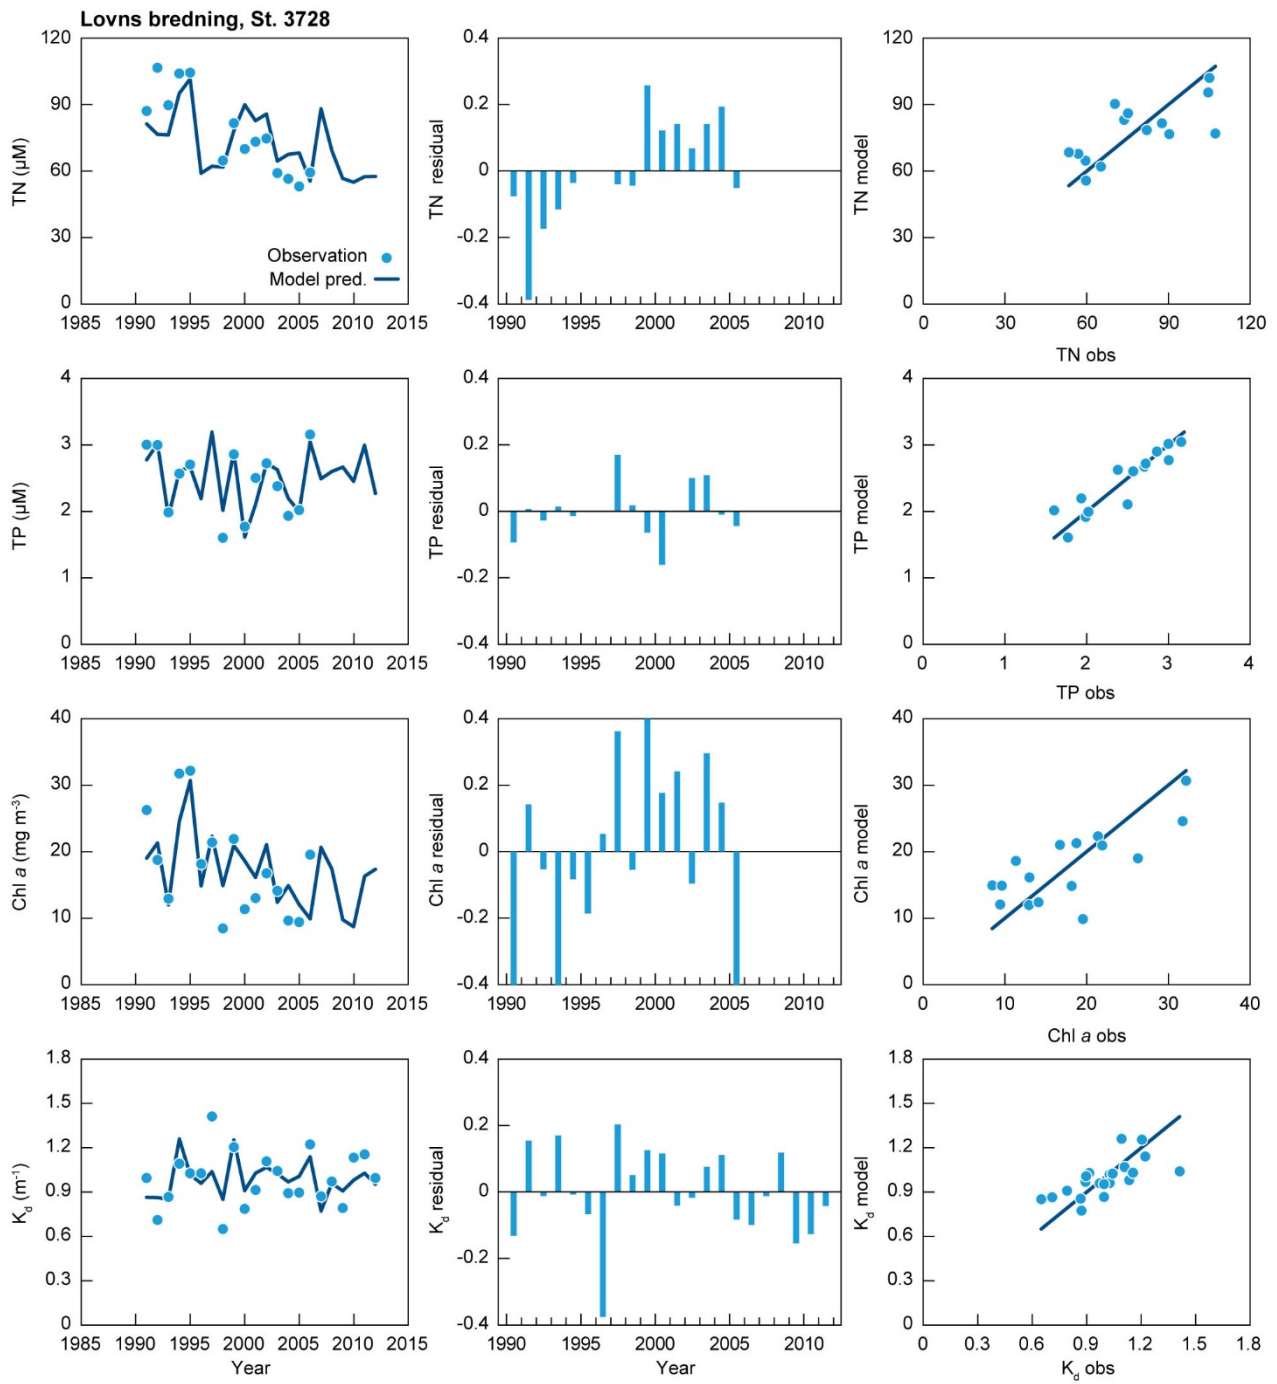 Lovns bredning, St. 3728
120
90
60
30
0
TN (µM)
Observation
Model pred.
1985 1990 1995 2000 2005 2010 2015
0.4
0.2
0
-0.2
-0.4
TN residual
1990 1995 2000 2005 2010
120
90
60
30
0
TN model
0 30 60 90 120
TN obs
4
3
2
1
0
TP (µM)
1985 1990 1995 2000 2005 2010 2015
0.4
0.2
0
-0.2
-0.4
TP residual
1990 1995 2000 2005 2010
4
3
2
1
0
TP model
0 1 2 3 4
TP obs
40
30
20
10
0
Chl a (mg m⁻³)
1985 1990 1995 2000 2005 2010 2015
0.4
0.2
0
-0.2
-0.4
Chl a residual
1990 1995 2000 2005 2010
40
30
20
10
0
Chl a model
0 10 20 30 40
Chl a obs
1.8
1.5
1.2
0.9
0.6
0.3
0
K_d (m⁻¹)
1985 1990 1995 2000 2005 2010 2015
Year
0.4
0.2
0
-0.2
-0.4
K_d residual
1990 1995 2000 2005 2010
Year
1.8
1.5
1.2
0.9
0.6
0.3
0
K_d model
0 0.3 0.6 0.9 1.2 1.5 1.8
K_d obs